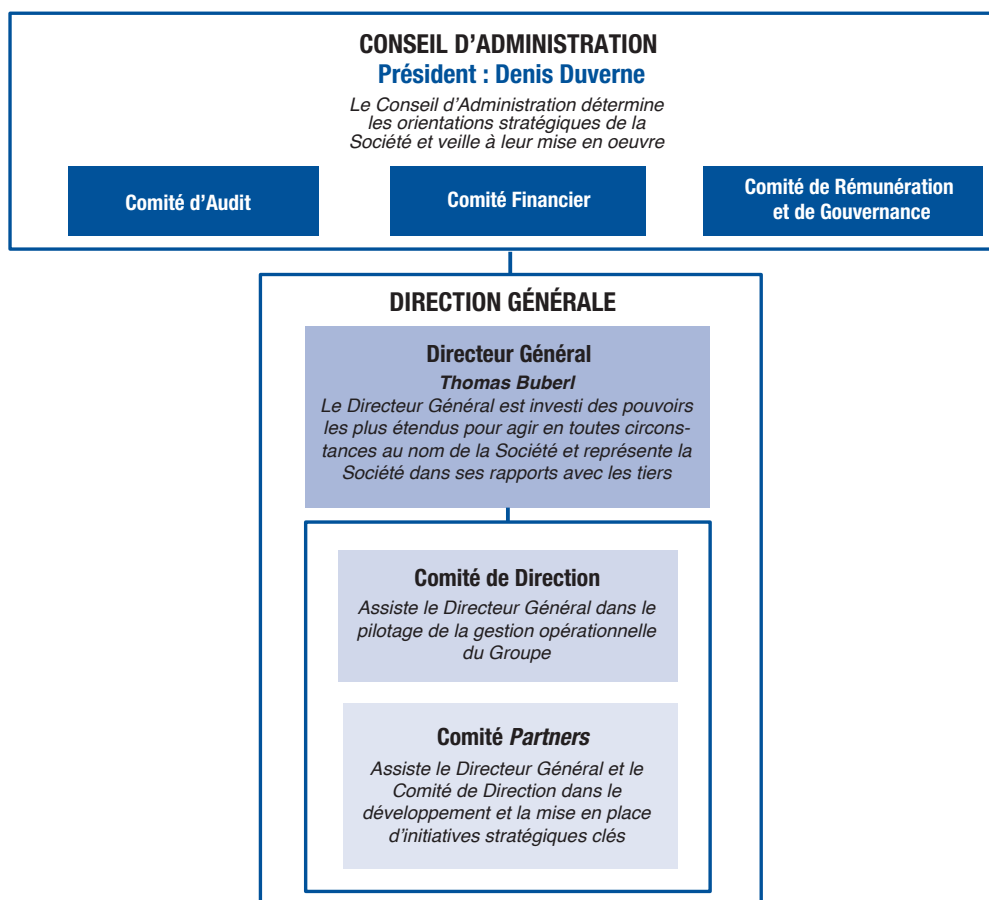 CONSEIL D'ADMINISTRATION
Président : Denis Duverne
Le Conseil d'Administration détermine
les orientations stratégiques de la
Société et veille à leur mise en oeuvre
Comité d'Audit
Comité Financier
Comité de Rémunération
et de Gouvernance
DIRECTION GÉNÉRALE
Directeur Général
Thomas Buberl
Le Directeur Général est investi des pouvoirs
les plus étendus pour agir en toutes circons-
tances au nom de la Société et représente la
Société dans ses rapports avec les tiers
Comité de Direction
Assiste le Directeur Général dans le
pilotage de la gestion opérationnelle
du Groupe
Comité Partners
Assiste le Directeur Général et le
Comité de Direction dans le
développement et la mise en place
d'initiatives stratégiques clés